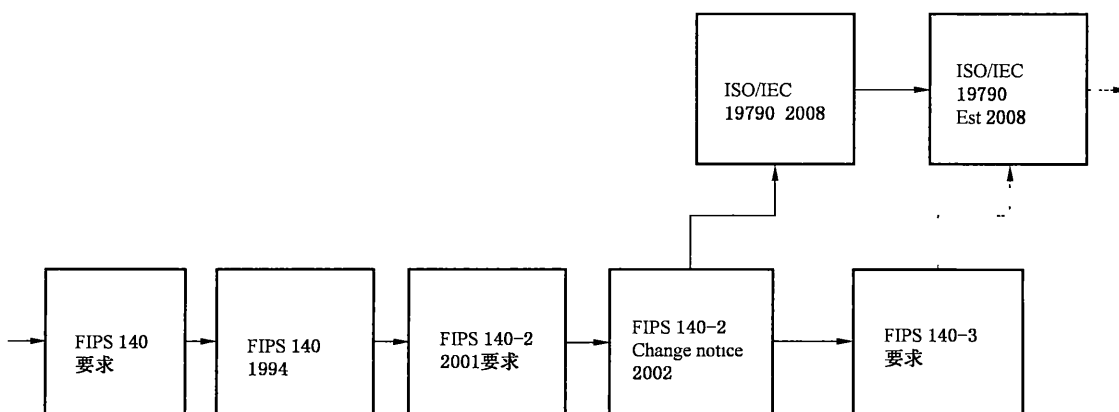 ISO/IEC
19790 2008
ISO/IEC
19790
Est 2008
FIPS 140
要求
FIPS 140
1994
FIPS 140-2
2001要求
FIPS 140-2
Change notice
2002
FIPS 140-3
要求